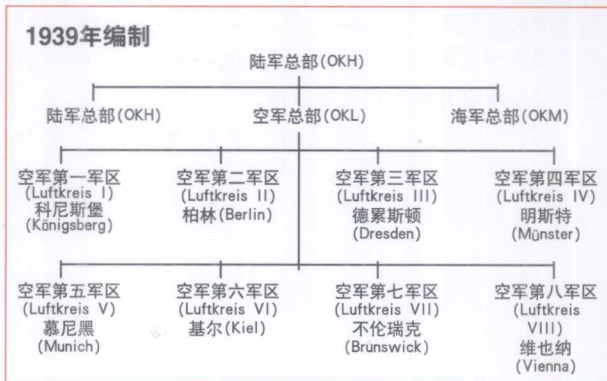 1939年编制
陆军总部(OKH)
陆军总部(OKH) 空军总部(OKL) 海军总部(OKM)
空军第一军区
(Luftkreis I)
科尼斯堡
(Königsberg)
空军第二军区
(Luftkreis II)
柏林(Berlin)
空军第三军区
(Luftkreis III)
德累斯顿
(Dresden)
空军第四军区
(Luftkreis IV)
明斯特
(Münster)
空军第五军区
(Luftkreis V)
慕尼黑
(Munich)
空军第六军区
(Luftkreis VI)
基尔(Kiel)
空军第七军区
(Luftkreis VII)
不伦瑞克
(Brunswick)
空军第八军区
(Luftkreis
VIII)
维也纳
(Vienna)